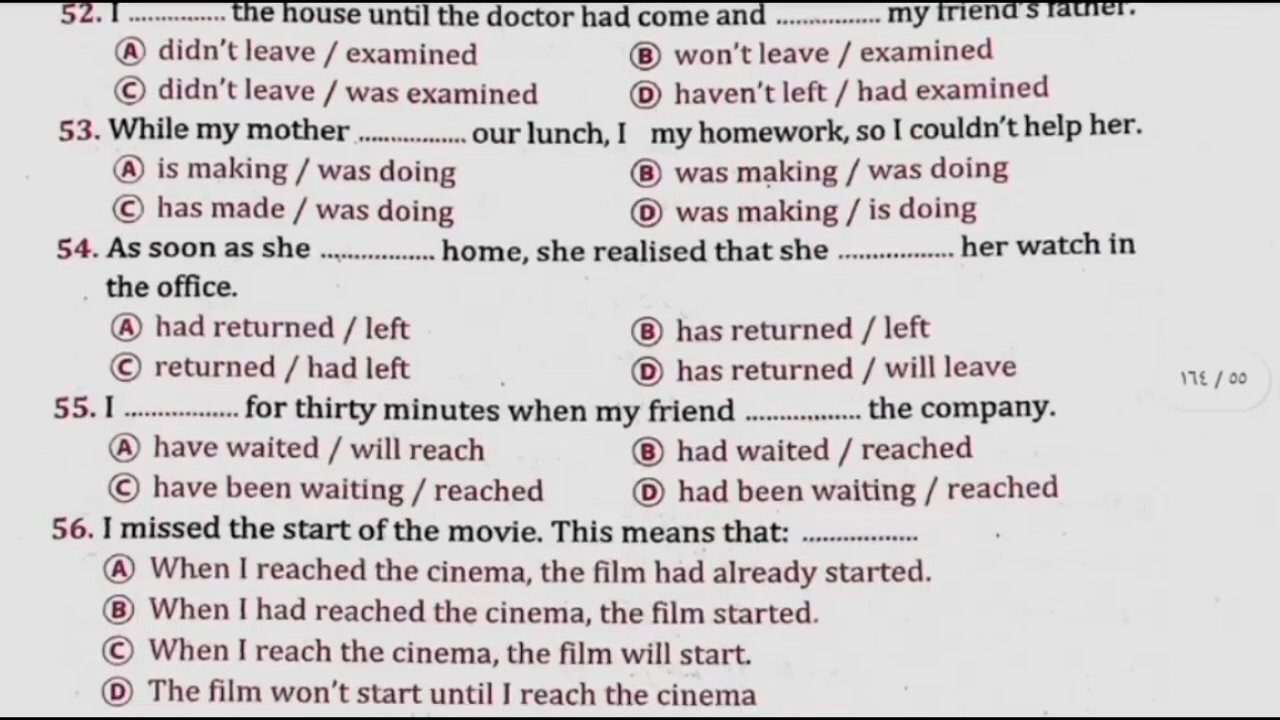 52. I ............... the house until the doctor had come and ................ my friend's father.
Ⓐ didn't leave / examined Ⓑ won't leave / examined
Ⓒ didn't leave / was examined Ⓓ haven't left / had examined
53. While my mother ................. our lunch, I my homework, so I couldn't help her.
Ⓐ is making / was doing Ⓑ was making / was doing
Ⓒ has made / was doing Ⓓ was making / is doing
54. As soon as she ................. home, she realised that she ................. her watch in
the office.
Ⓐ had returned / left Ⓑ has returned / left
Ⓒ returned / had left Ⓓ has returned / will leave
١٦٤ / ٥٥
55. I ................. for thirty minutes when my friend ................. the company.
Ⓐ have waited / will reach Ⓑ had waited / reached
Ⓒ have been waiting / reached Ⓓ had been waiting / reached
56. I missed the start of the movie. This means that: ..................
Ⓐ When I reached the cinema, the film had already started.
Ⓑ When I had reached the cinema, the film started.
Ⓒ When I reach the cinema, the film will start.
Ⓓ The film won't start until I reach the cinema